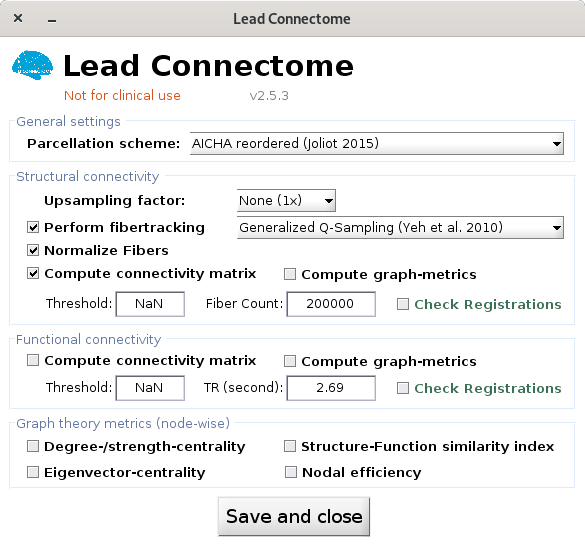 Lead Connectome
Lead Connectome
Not for clinical use v2.5.3
General settings
Parcellation scheme: AICHA reordered (Joliot 2015)
Structural connectivity
Upsampling factor: None (1x)
Perform fibertracking Generalized Q-Sampling (Yeh et al. 2010)
Normalize Fibers
Compute connectivity matrix Compute graph-metrics
Threshold: NaN Fiber Count: 200000 Check Registrations
Functional connectivity
Compute connectivity matrix Compute graph-metrics
Threshold: NaN TR (second): 2.69 Check Registrations
Graph theory metrics (node-wise)
Degree-/strength-centrality Structure-Function similarity index
Eigenvector-centrality Nodal efficiency
Save and close